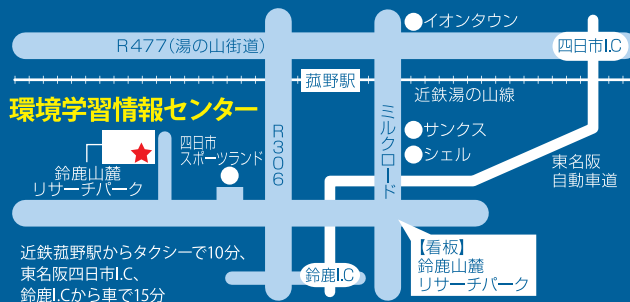 イオンタウン
R477(湯の山街道)
四日市I.C
菰野駅
近鉄湯の山線
環境学習情報センター
R306
ミルクロード
四日市
スポーツランド
サンクス
シェル
東名阪
自動車道
鈴鹿山麓
リサーチパーク
【看板】
鈴鹿山麓
リサーチパーク
鈴鹿I.C
近鉄菰野駅からタクシーで10分、
東名阪四日市I.C、
鈴鹿I.Cから車で15分